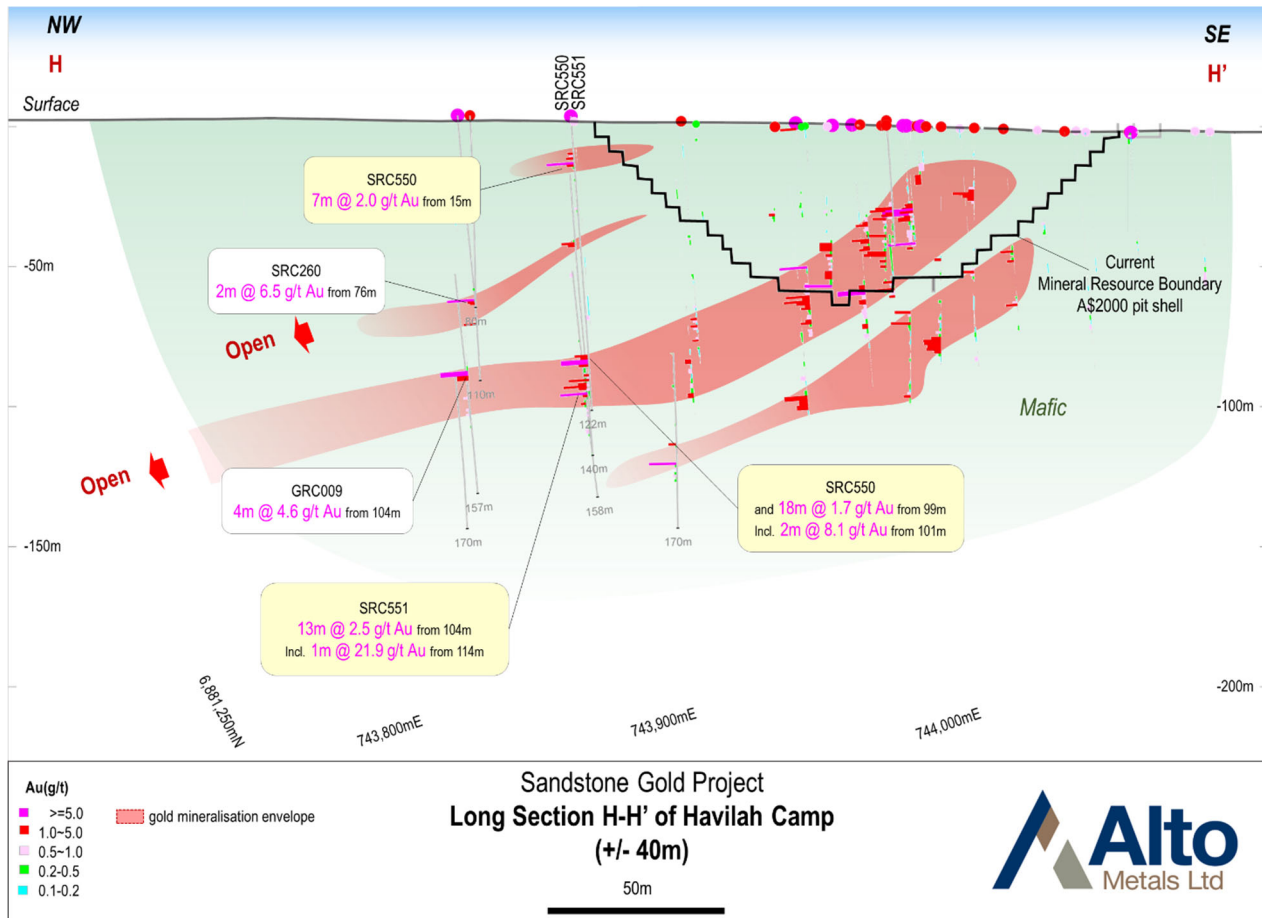 NW
SE
H
H'
Surface
SRC550
SRC551
SRC550
7m @ 2.0 g/t Au from 15m
-50m
-50m
SRC260
2m @ 6.5 g/t Au from 76m
Open
Current
Mineral Resource Boundary
A$2000 pit shell
80m
110m
-100m
Mafic
122m
140m
158m
Open
GRC009
4m @ 4.6 g/t Au from 104m
157m
170m
170m
SRC550
and 18m @ 1.7 g/t Au from 99m
Incl. 2m @ 8.1 g/t Au from 101m
-150m
-150m
SRC551
13m @ 2.5 g/t Au from 104m
Incl. 1m @ 21.9 g/t Au from 114m
-200m
6,881,250mN
743,800mE
743,900mE
744,000mE
Au(g/t)
>=5.0
1.0~5.0
0.5~1.0
0.2-0.5
0.1-0.2
gold mineralisation envelope
Sandstone Gold Project
Long Section H-H' of Havilah Camp
(+/- 40m)
50m
Alto
Metals Ltd